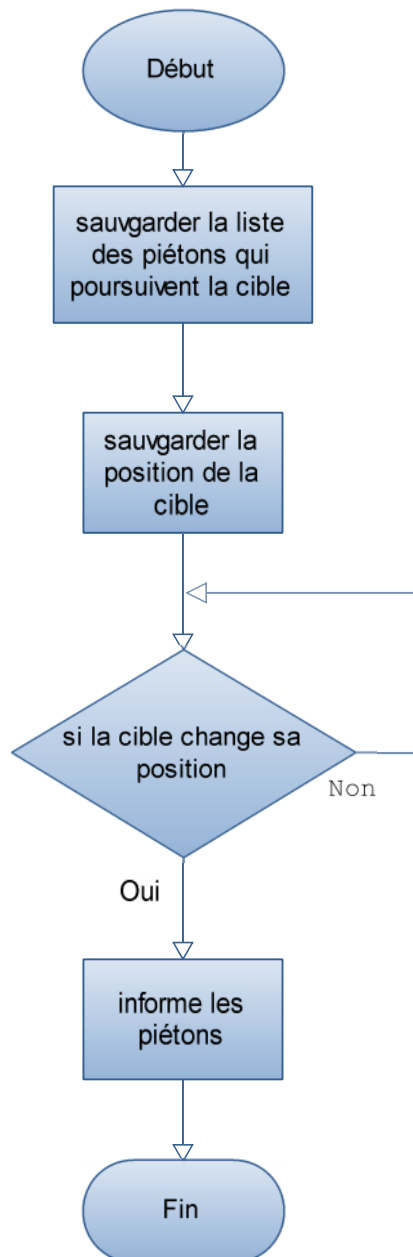 Début
sauvgarder la liste
des piétons qui
poursuivent la cible
sauvgarder la
position de la
cible
si la cible change sa
position
Non
Oui
informe les
piétons
Fin